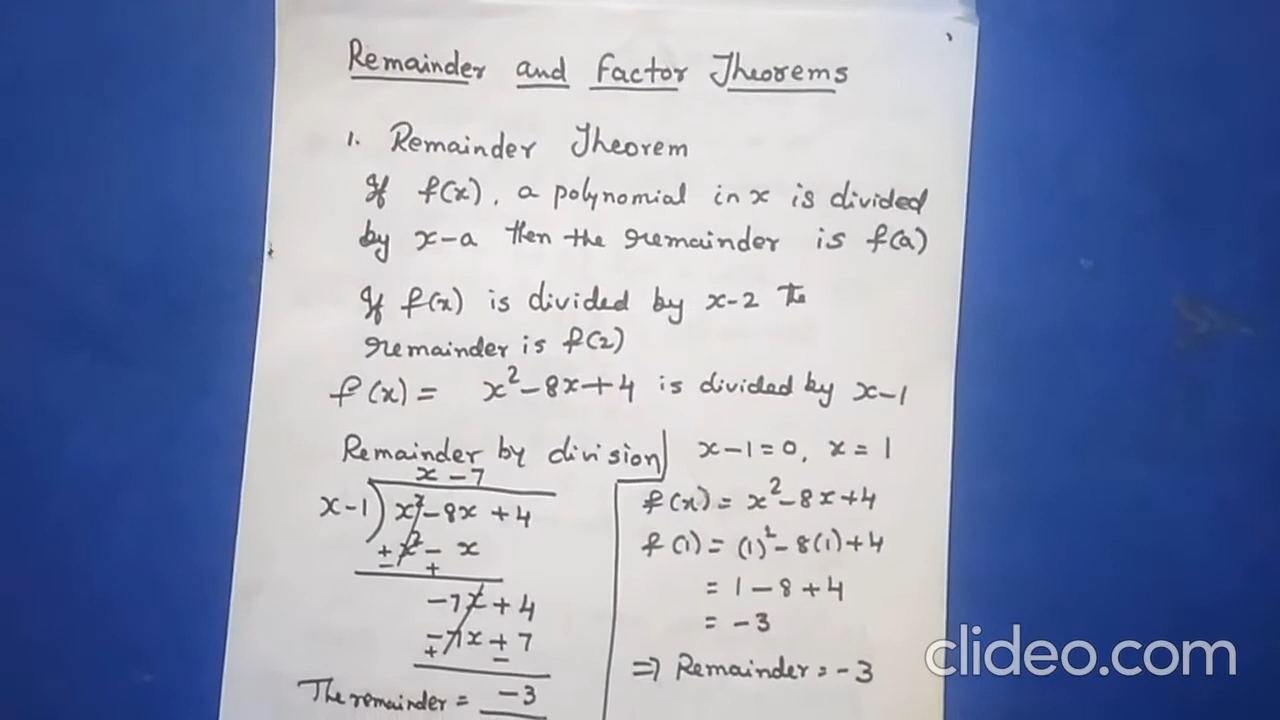 Remainder and Factor Theorems
1. Remainder Theorem
If f(x), a polynomial in x is divided
by x-a then the remainder is f(a)
If f(x) is divided by x-2 The
remainder is f(2)
f(x) = x²-8x+4 is divided by x-1
Remainder by division
x-7
x-1) x²-8x+4
+x²- x
- +
-7x+4
-7x+7
+ -
The remainder = -3
x-1=0, x=1
f(x) = x²-8x+4
f(1) = (1)²-8(1)+4
= 1-8+4
= -3
⇒ Remainder = -3
clideo.com